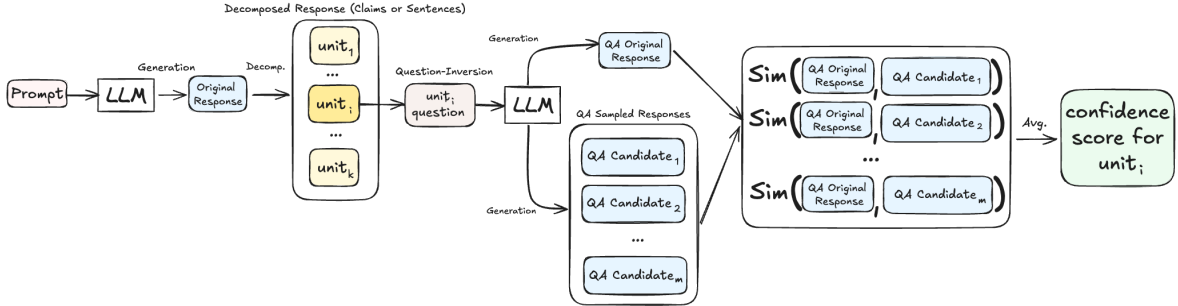 Decomposed Response (Claims or Sentences)
Prompt
LLM
Generation
Original
Response
Decomp.
unit₁
...
unitᵢ
...
unitₖ
Question-Inversion
unitᵢ
question
LLM
Generation
QA Original
Response
Generation
QA Sampled Responses
QA Candidate₁
QA Candidate₂
...
QA Candidateₘ
Sim(QA Original
Response, QA Candidate₁)
Sim(QA Original
Response, QA Candidate₂)
...
Sim(QA Original
Response, QA Candidateₘ)
Avg.
confidence
score for
unitᵢ